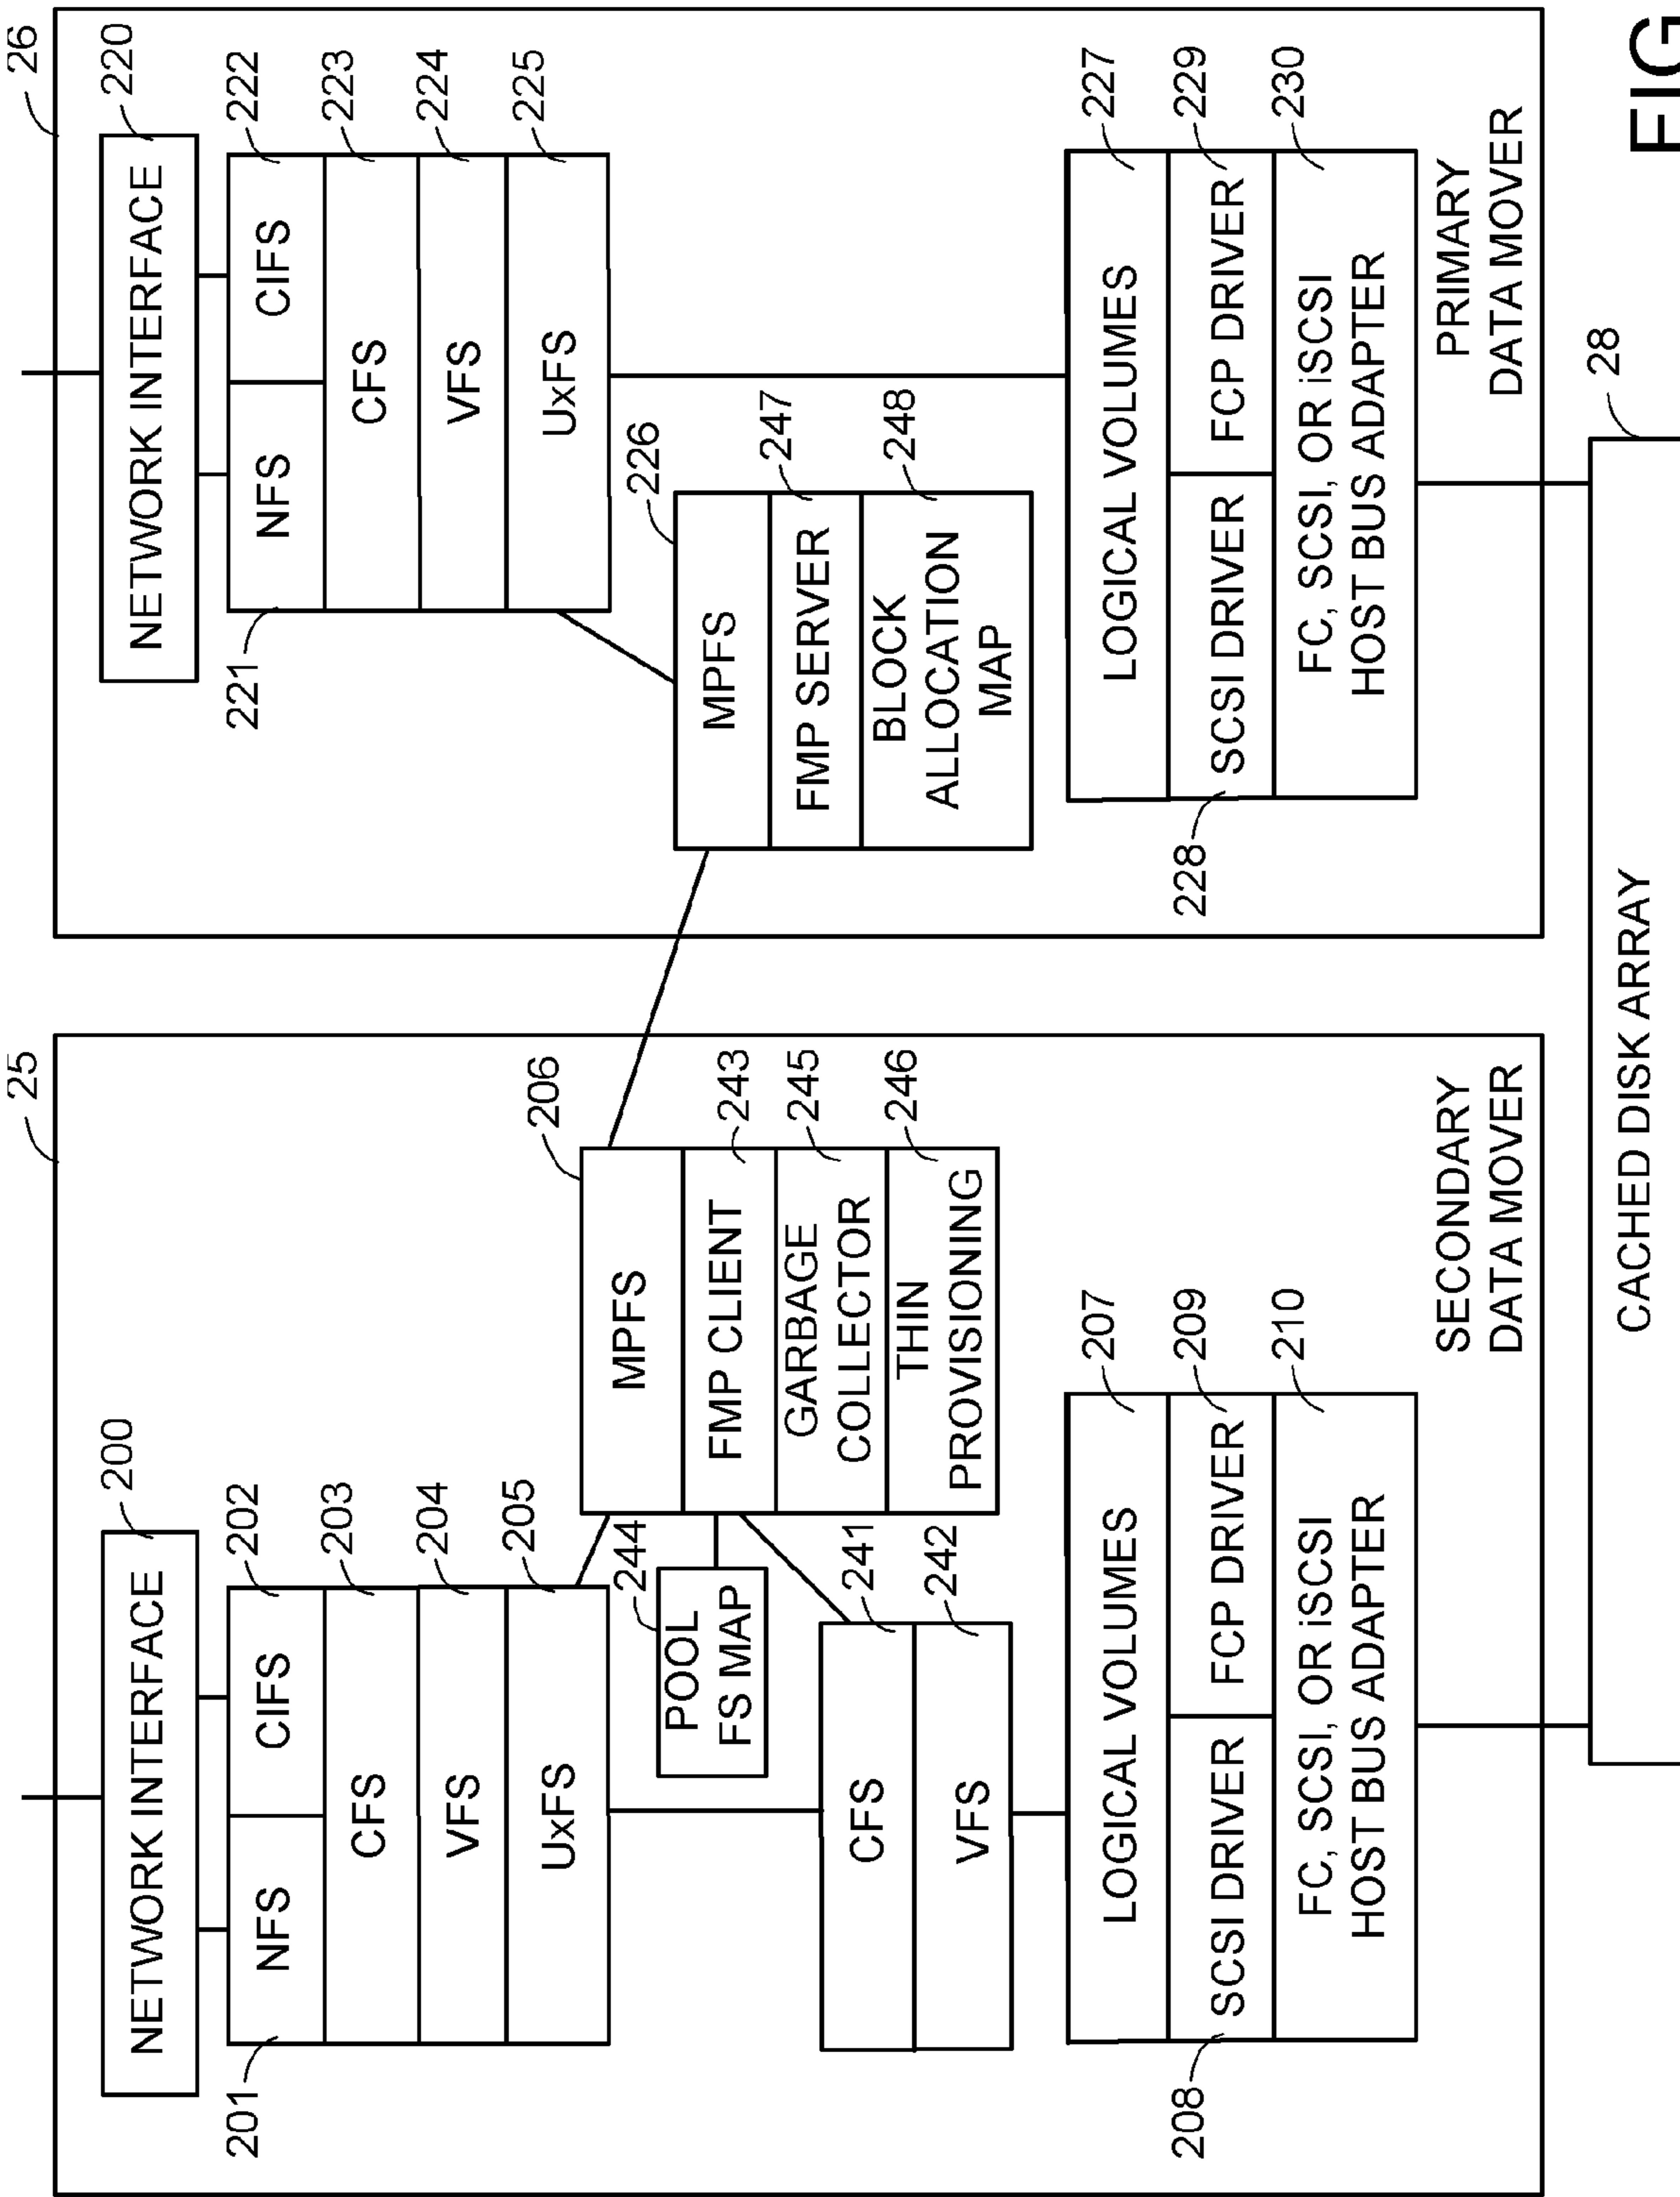 25
200
NETWORK INTERFACE
201
NFS
CIFS
202
CFS
203
VFS
204
UxFS
205
206
MPFS
FMP CLIENT
243
GARBAGE
COLLECTOR
245
THIN
PROVISIONING
246
244
POOL
FS MAP
CFS
241
VFS
242
LOGICAL VOLUMES
207
208
SCSI DRIVER
FCP DRIVER
209
FC, SCSI, OR iSCSI
HOST BUS ADAPTER
210
SECONDARY
DATA MOVER
26
220
NETWORK INTERFACE
221
NFS
CIFS
222
CFS
223
VFS
224
UxFS
225
226
MPFS
FMP SERVER
247
BLOCK
ALLOCATION
MAP
248
LOGICAL VOLUMES
227
228
SCSI DRIVER
FCP DRIVER
229
FC, SCSI, OR iSCSI
HOST BUS ADAPTER
230
PRIMARY
DATA MOVER
CACHED DISK ARRAY
28